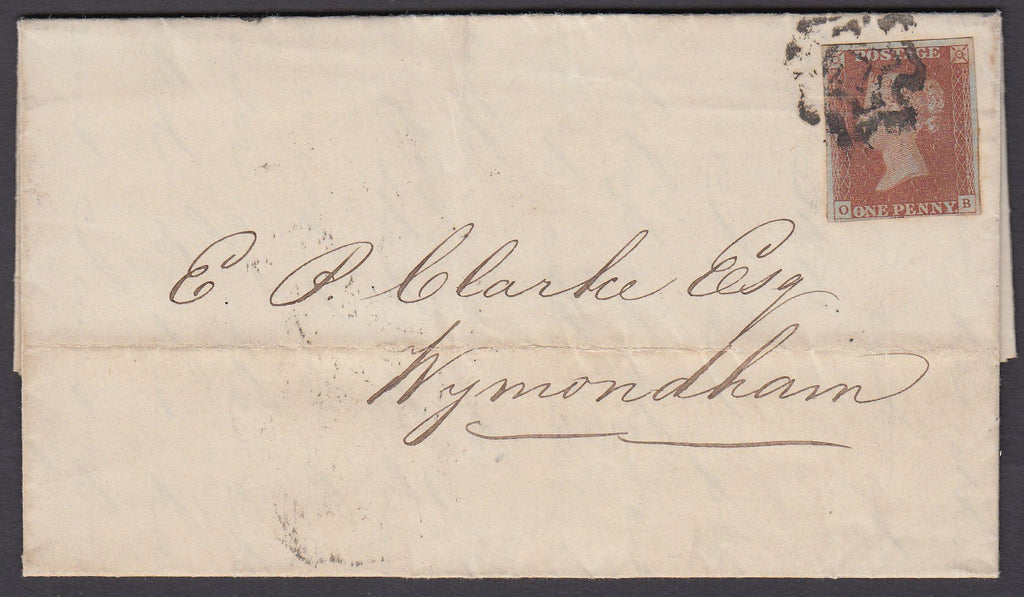 POSTAGE
O ONE PENNY B
E. P. Clarke Esq
Wymondham